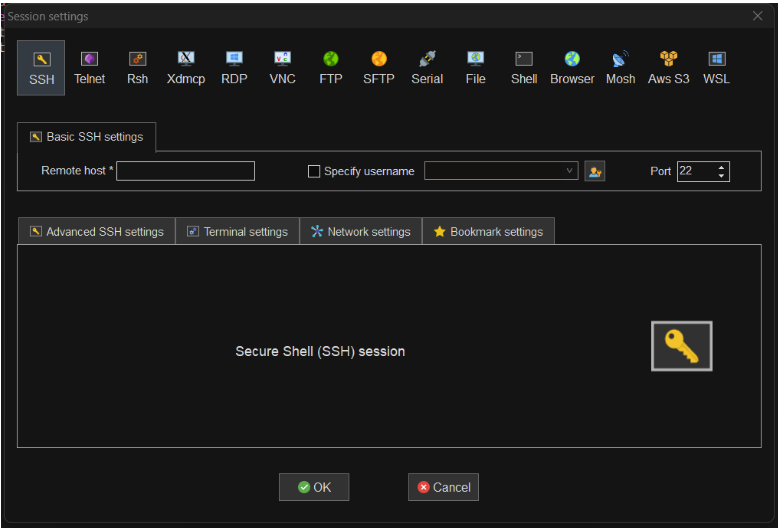 Session settings
SSH Telnet Rsh Xdmcp RDP VNC FTP SFTP Serial File Shell Browser Mosh Aws S3 WSL
Basic SSH settings
Remote host * Specify username Port 22
Advanced SSH settings Terminal settings Network settings Bookmark settings
Secure Shell (SSH) session
OK Cancel